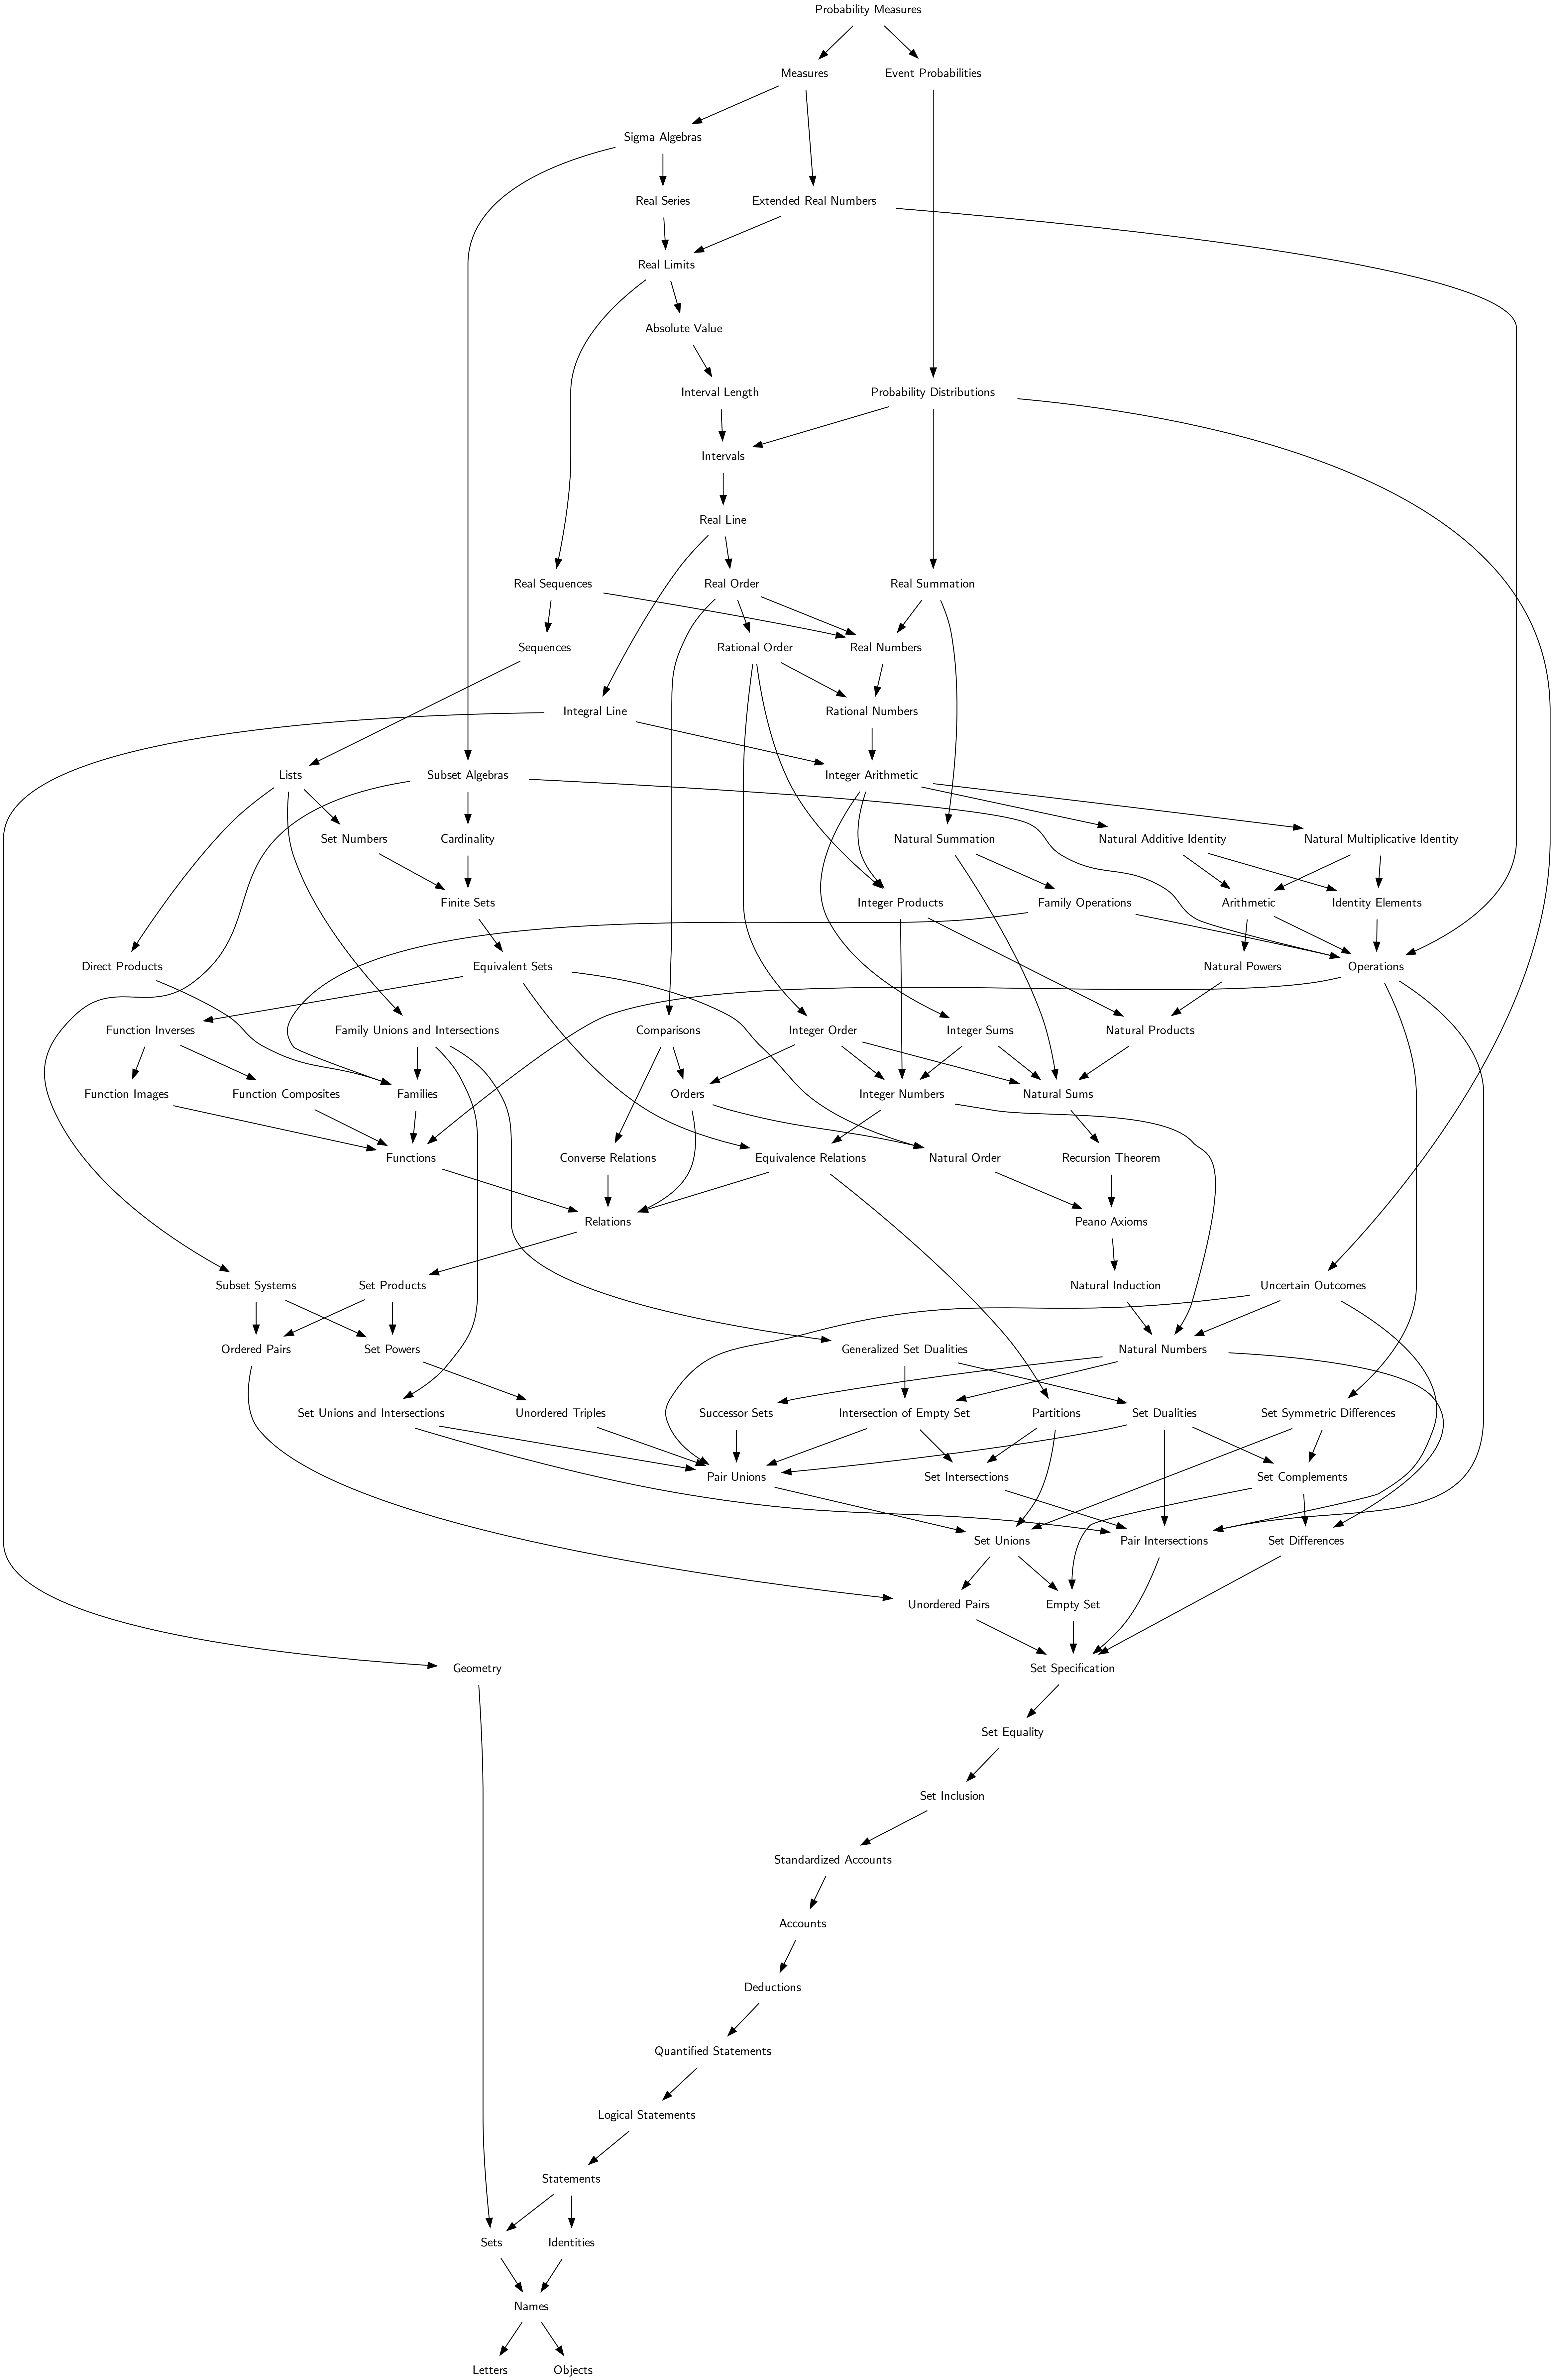 Probability Measures
Measures
Event Probabilities
Sigma Algebras
Real Series
Extended Real Numbers
Real Limits
Absolute Value
Interval Length
Probability Distributions
Intervals
Real Line
Real Sequences
Real Order
Real Summation
Sequences
Rational Order
Real Numbers
Integral Line
Rational Numbers
Lists
Subset Algebras
Integer Arithmetic
Set Numbers
Cardinality
Natural Summation
Natural Additive Identity
Natural Multiplicative Identity
Finite Sets
Integer Products
Family Operations
Arithmetic
Identity Elements
Direct Products
Equivalent Sets
Natural Powers
Operations
Function Inverses
Family Unions and Intersections
Comparisons
Integer Order
Integer Sums
Natural Products
Function Images
Function Composites
Families
Orders
Integer Numbers
Natural Sums
Functions
Converse Relations
Equivalence Relations
Natural Order
Recursion Theorem
Relations
Peano Axioms
Subset Systems
Set Products
Natural Induction
Uncertain Outcomes
Ordered Pairs
Set Powers
Generalized Set Dualities
Natural Numbers
Set Unions and Intersections
Unordered Triples
Successor Sets
Intersection of Empty Set
Partitions
Set Dualities
Set Symmetric Differences
Pair Unions
Set Intersections
Set Complements
Set Unions
Pair Intersections
Set Differences
Unordered Pairs
Empty Set
Geometry
Set Specification
Set Equality
Set Inclusion
Standardized Accounts
Accounts
Deductions
Quantified Statements
Logical Statements
Statements
Sets
Identities
Names
Letters
Objects